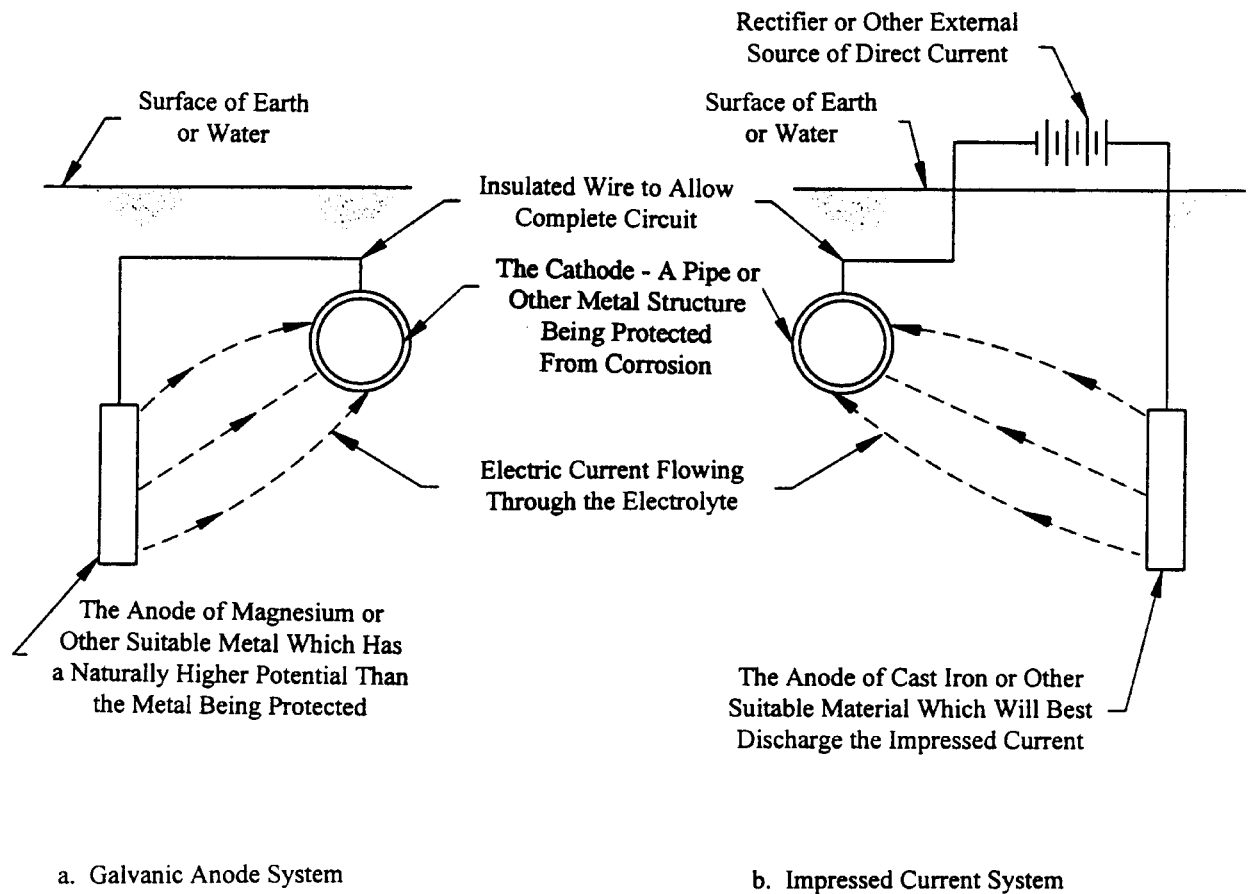 Rectifier or Other External
Source of Direct Current
Surface of Earth
or Water
Surface of Earth
or Water
Insulated Wire to Allow
Complete Circuit
The Cathode - A Pipe or
Other Metal Structure
Being Protected
From Corrosion
Electric Current Flowing
Through the Electrolyte
The Anode of Magnesium or
Other Suitable Metal Which Has
a Naturally Higher Potential Than
the Metal Being Protected
The Anode of Cast Iron or Other
Suitable Material Which Will Best
Discharge the Impressed Current
a. Galvanic Anode System
b. Impressed Current System